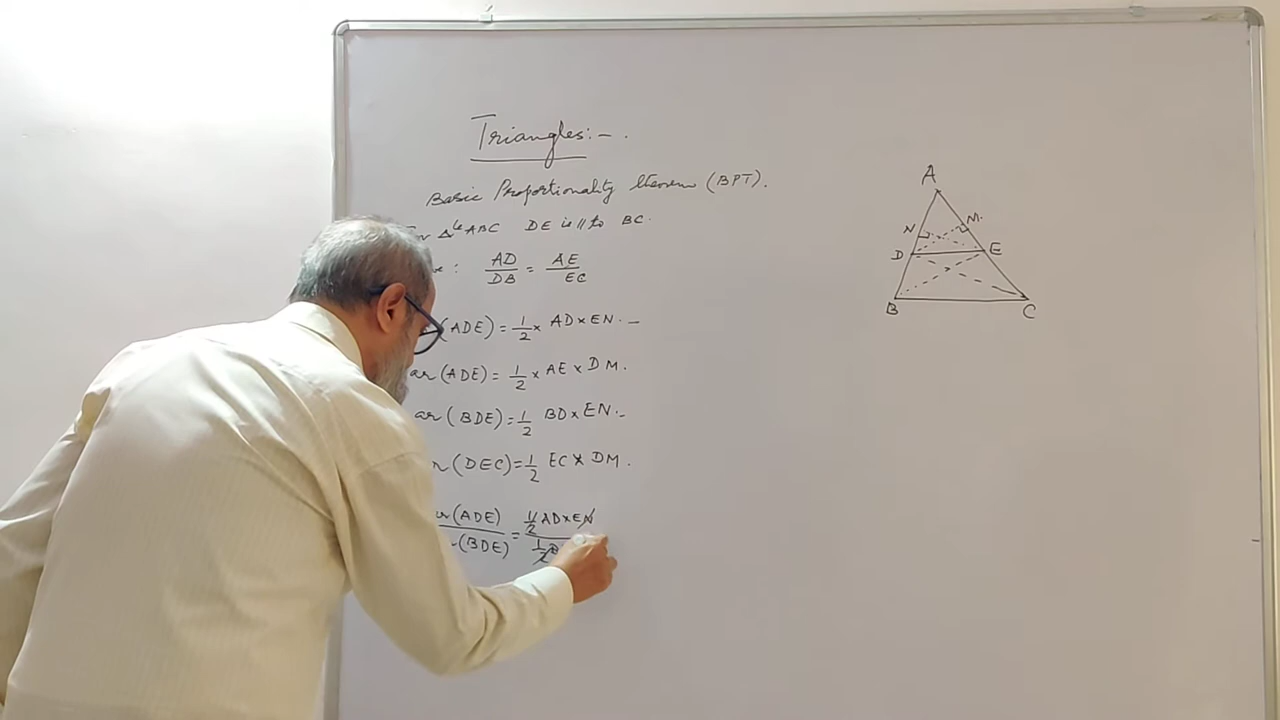 Triangles:- .
Basic Proportionality theorem (BPT).
ABC DE is || to BC.
: AD/DB = AE/EC
(ADE) = 1/2 × AD × EN. –
ar(ADE) = 1/2 × AE × DM.
ar(BDE) = 1/2 BD × EN. –
(DEC) = 1/2 EC × DM.
(ADE)/(BDE) = 1/2 AD × EN / 1/2
A
N M.
D E
B C